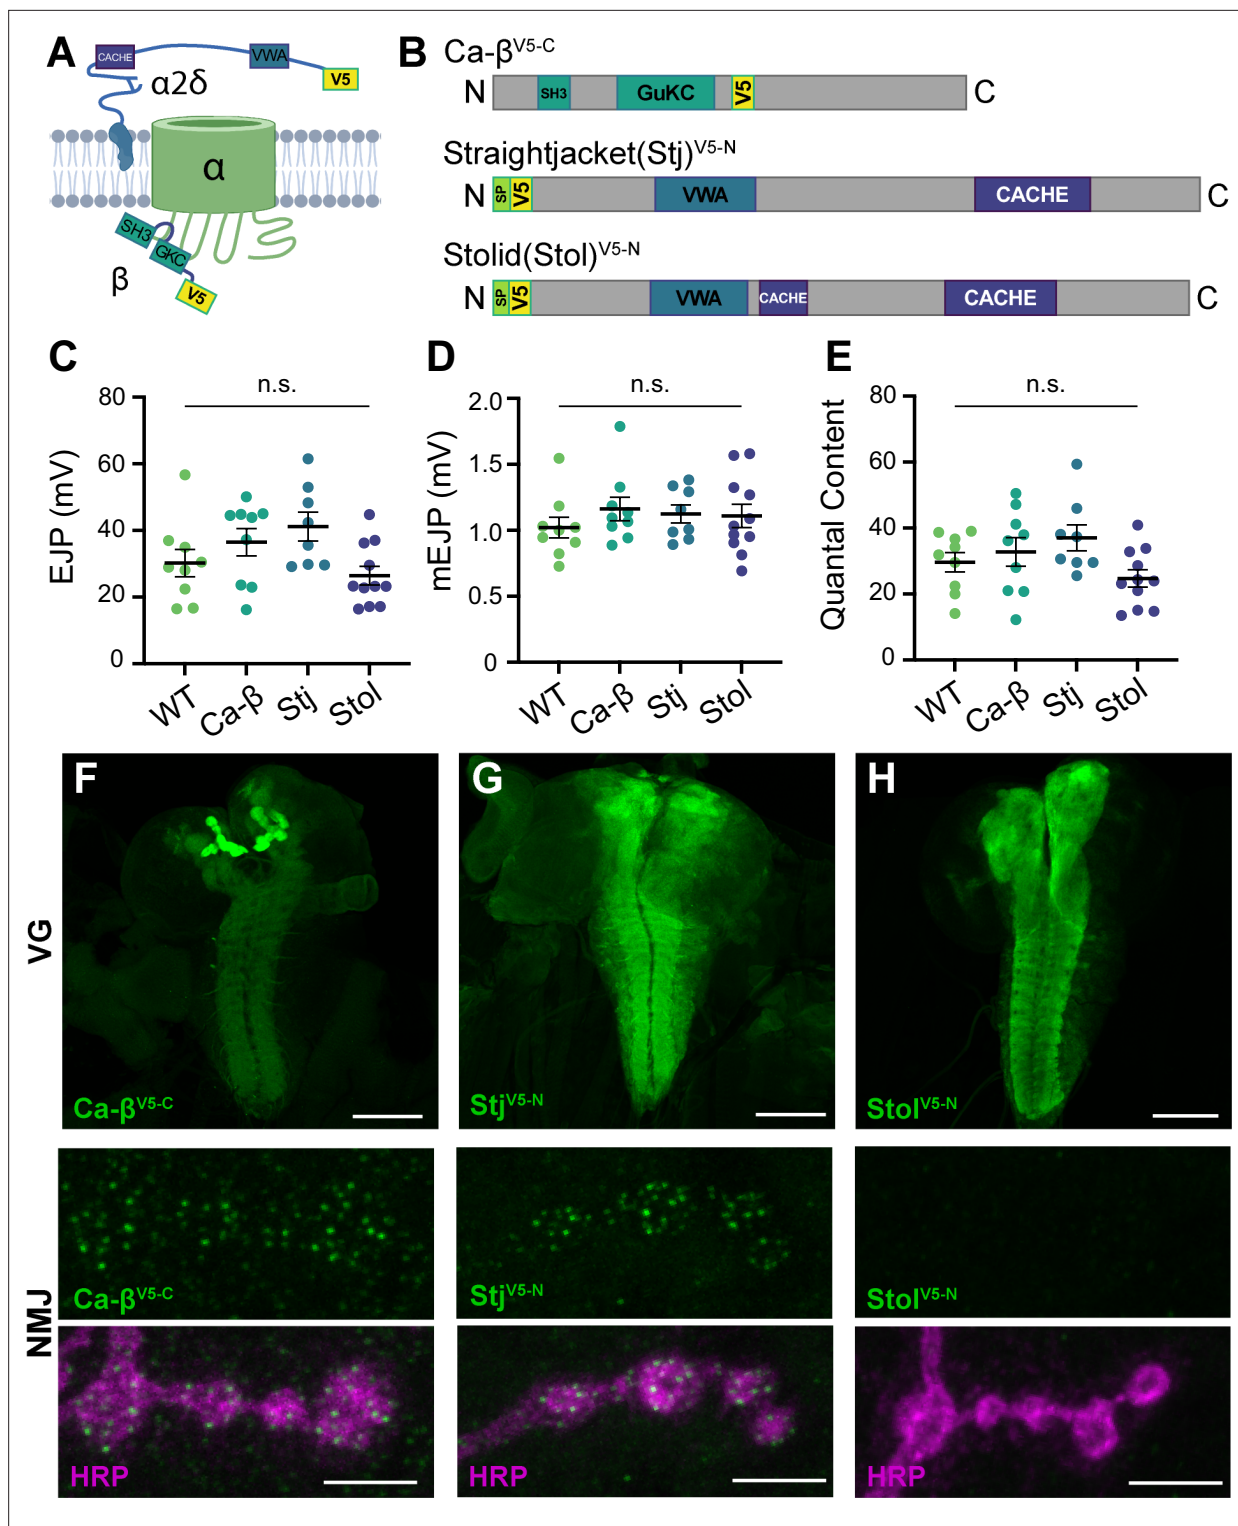 A
CACHE
VWA
V5
α2δ
α
SH3
GKC
β
V5
B
Ca-β^V5-C
N
SH3
GuKC
V5
C
Straightjacket(Stj)^V5-N
N
SP
V5
VWA
CACHE
C
Stolid(Stol)^V5-N
N
SP
V5
VWA
CACHE
CACHE
C
C
n.s.
EJP (mV)
80
60
40
20
0
WT
Ca-β
Stj
Stol
D
n.s.
mEJP (mV)
2.0
1.5
1.0
0.5
0
WT
Ca-β
Stj
Stol
E
n.s.
Quantal Content
80
60
40
20
0
WT
Ca-β
Stj
Stol
VG
F
Ca-β^V5-C
G
Stj^V5-N
H
Stol^V5-N
NMJ
Ca-β^V5-C
Stj^V5-N
Stol^V5-N
HRP
HRP
HRP